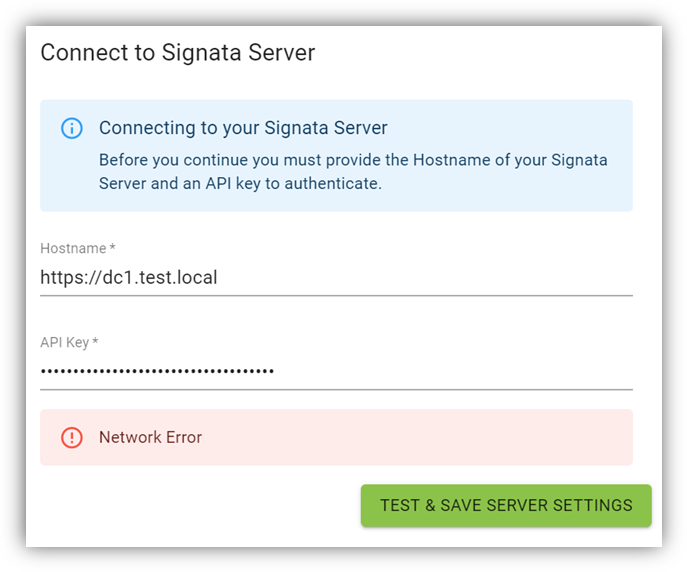 Connect to Signata Server
Connecting to your Signata Server
Before you continue you must provide the Hostname of your Signata
Server and an API key to authenticate.
Hostname *
https://dc1.test.local
API Key *
••••••••••••••••••••••••••••••••••••
Network Error
TEST & SAVE SERVER SETTINGS